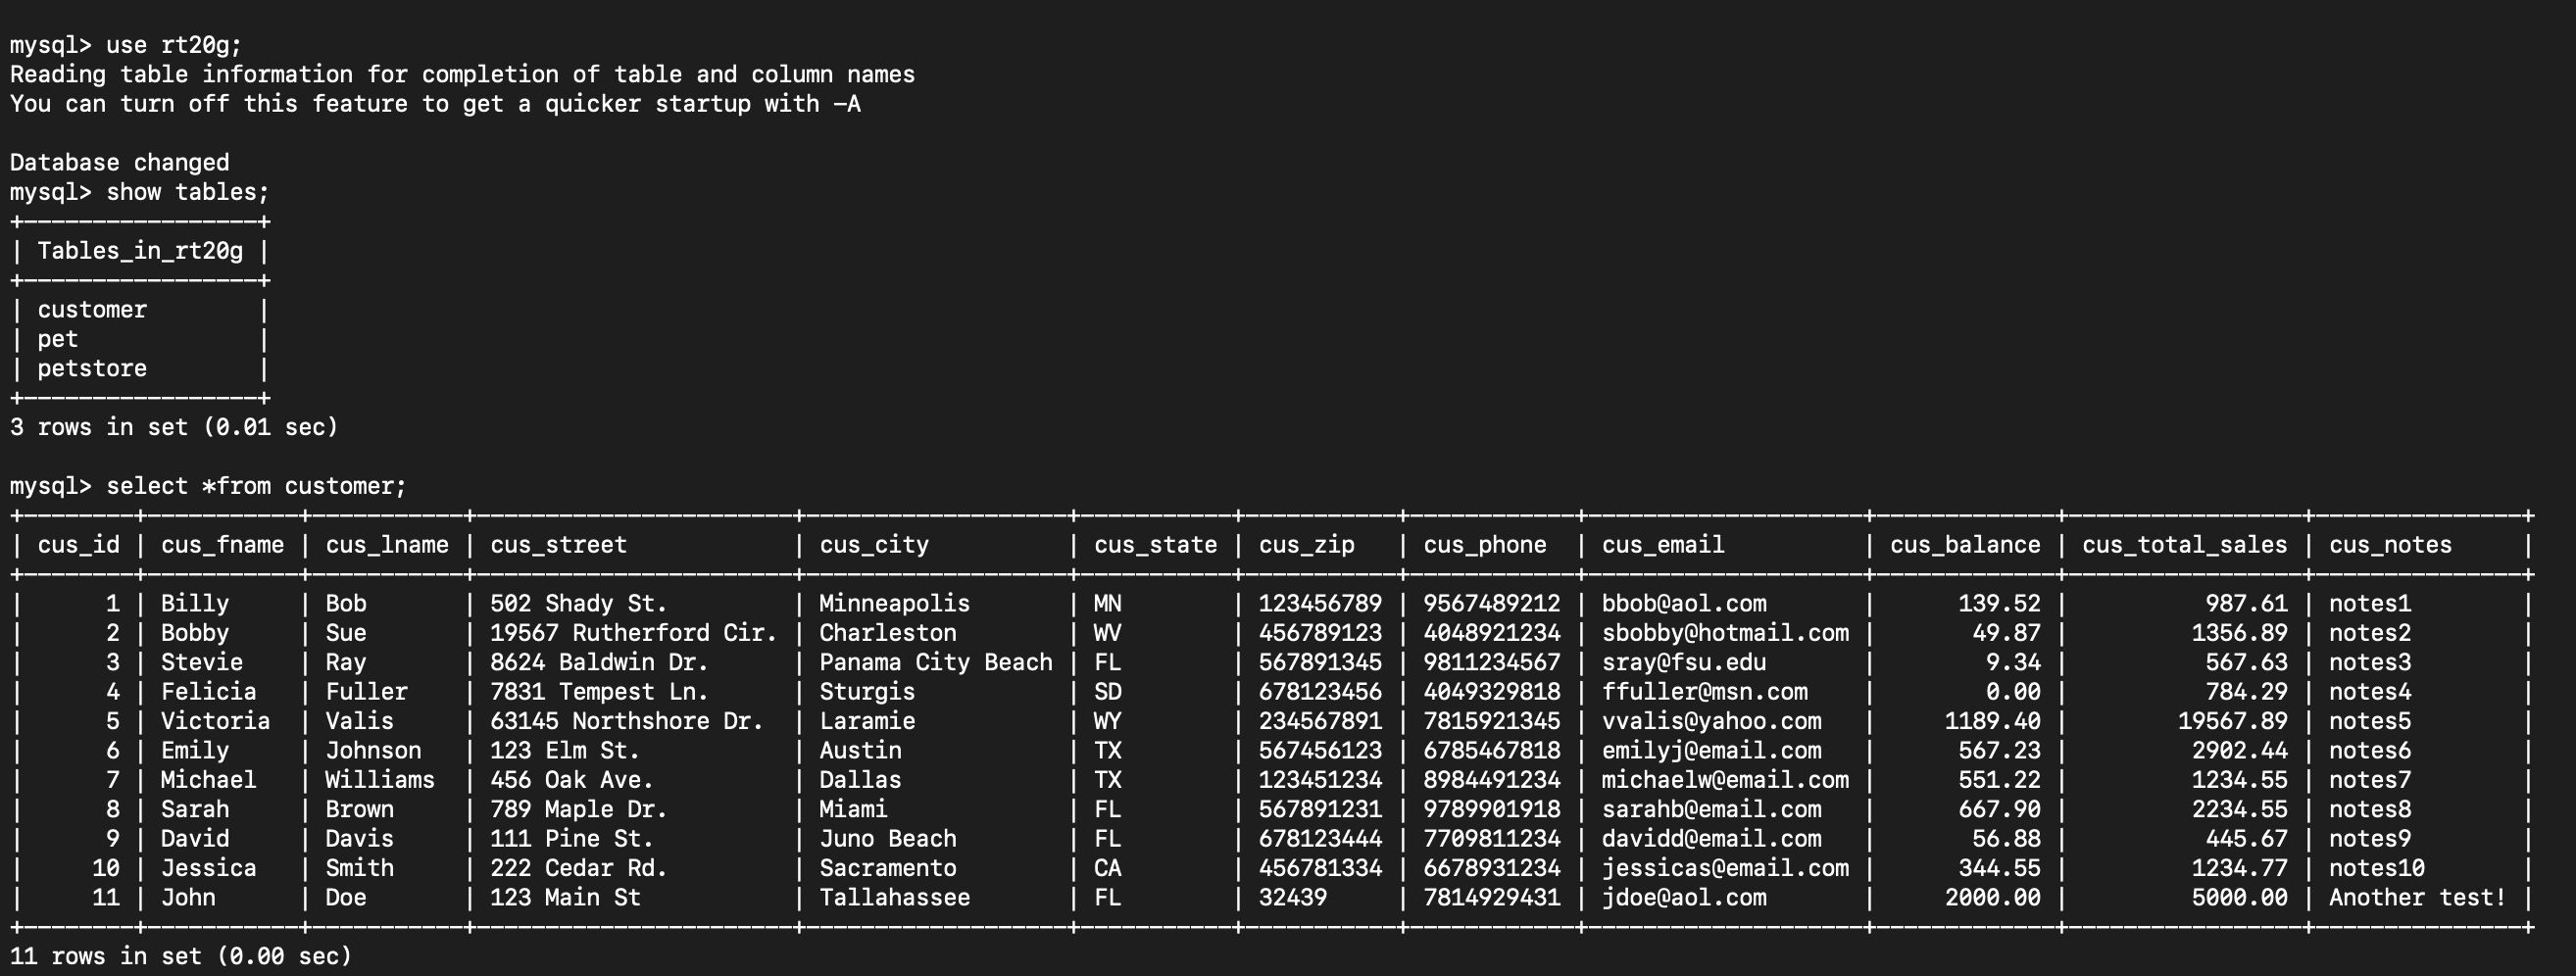 mysql> use rt20g;
Reading table information for completion of table and column names
You can turn off this feature to get a quicker startup with -A
Database changed
mysql> show tables;
+-----------------+
| Tables_in_rt20g |
+-----------------+
| customer        |
| pet             |
| petstore        |
+-----------------+
3 rows in set (0.01 sec)
mysql> select *from customer;
+--------+-----------+-----------+-----------------------+-------------------+-----------+-----------+------------+--------------------+-------------+-----------------+---------------+
| cus_id | cus_fname | cus_lname | cus_street            | cus_city          | cus_state | cus_zip   | cus_phone  | cus_email          | cus_balance | cus_total_sales | cus_notes     |
+--------+-----------+-----------+-----------------------+-------------------+-----------+-----------+------------+--------------------+-------------+-----------------+---------------+
|      1 | Billy     | Bob       | 502 Shady St.         | Minneapolis       | MN        | 123456789 | 9567489212 | bbob@aol.com       |      139.52 |          987.61 | notes1        |
|      2 | Bobby     | Sue       | 19567 Rutherford Cir. | Charleston        | WV        | 456789123 | 4048921234 | sbobby@hotmail.com |       49.87 |         1356.89 | notes2        |
|      3 | Stevie    | Ray       | 8624 Baldwin Dr.      | Panama City Beach | FL        | 567891345 | 9811234567 | sray@fsu.edu       |        9.34 |          567.63 | notes3        |
|      4 | Felicia   | Fuller    | 7831 Tempest Ln.      | Sturgis           | SD        | 678123456 | 4049329818 | ffuller@msn.com    |        0.00 |          784.29 | notes4        |
|      5 | Victoria  | Valis     | 63145 Northshore Dr.  | Laramie           | WY        | 234567891 | 7815921345 | vvalis@yahoo.com   |     1189.40 |        19567.89 | notes5        |
|      6 | Emily     | Johnson   | 123 Elm St.           | Austin            | TX        | 567456123 | 6785467818 | emilyj@email.com   |      567.23 |         2902.44 | notes6        |
|      7 | Michael   | Williams  | 456 Oak Ave.          | Dallas            | TX        | 123451234 | 8984491234 | michaelw@email.com |      551.22 |         1234.55 | notes7        |
|      8 | Sarah     | Brown     | 789 Maple Dr.         | Miami             | FL        | 567891231 | 9789901918 | sarahb@email.com   |      667.90 |         2234.55 | notes8        |
|      9 | David     | Davis     | 111 Pine St.          | Juno Beach        | FL        | 678123444 | 7709811234 | davidd@email.com   |       56.88 |          445.67 | notes9        |
|     10 | Jessica   | Smith     | 222 Cedar Rd.         | Sacramento        | CA        | 456781334 | 6678931234 | jessicas@email.com |      344.55 |         1234.77 | notes10       |
|     11 | John      | Doe       | 123 Main St           | Tallahassee       | FL        | 32439     | 7814929431 | jdoe@aol.com       |     2000.00 |         5000.00 | Another test! |
+--------+-----------+-----------+-----------------------+-------------------+-----------+-----------+------------+--------------------+-------------+-----------------+---------------+
11 rows in set (0.00 sec)